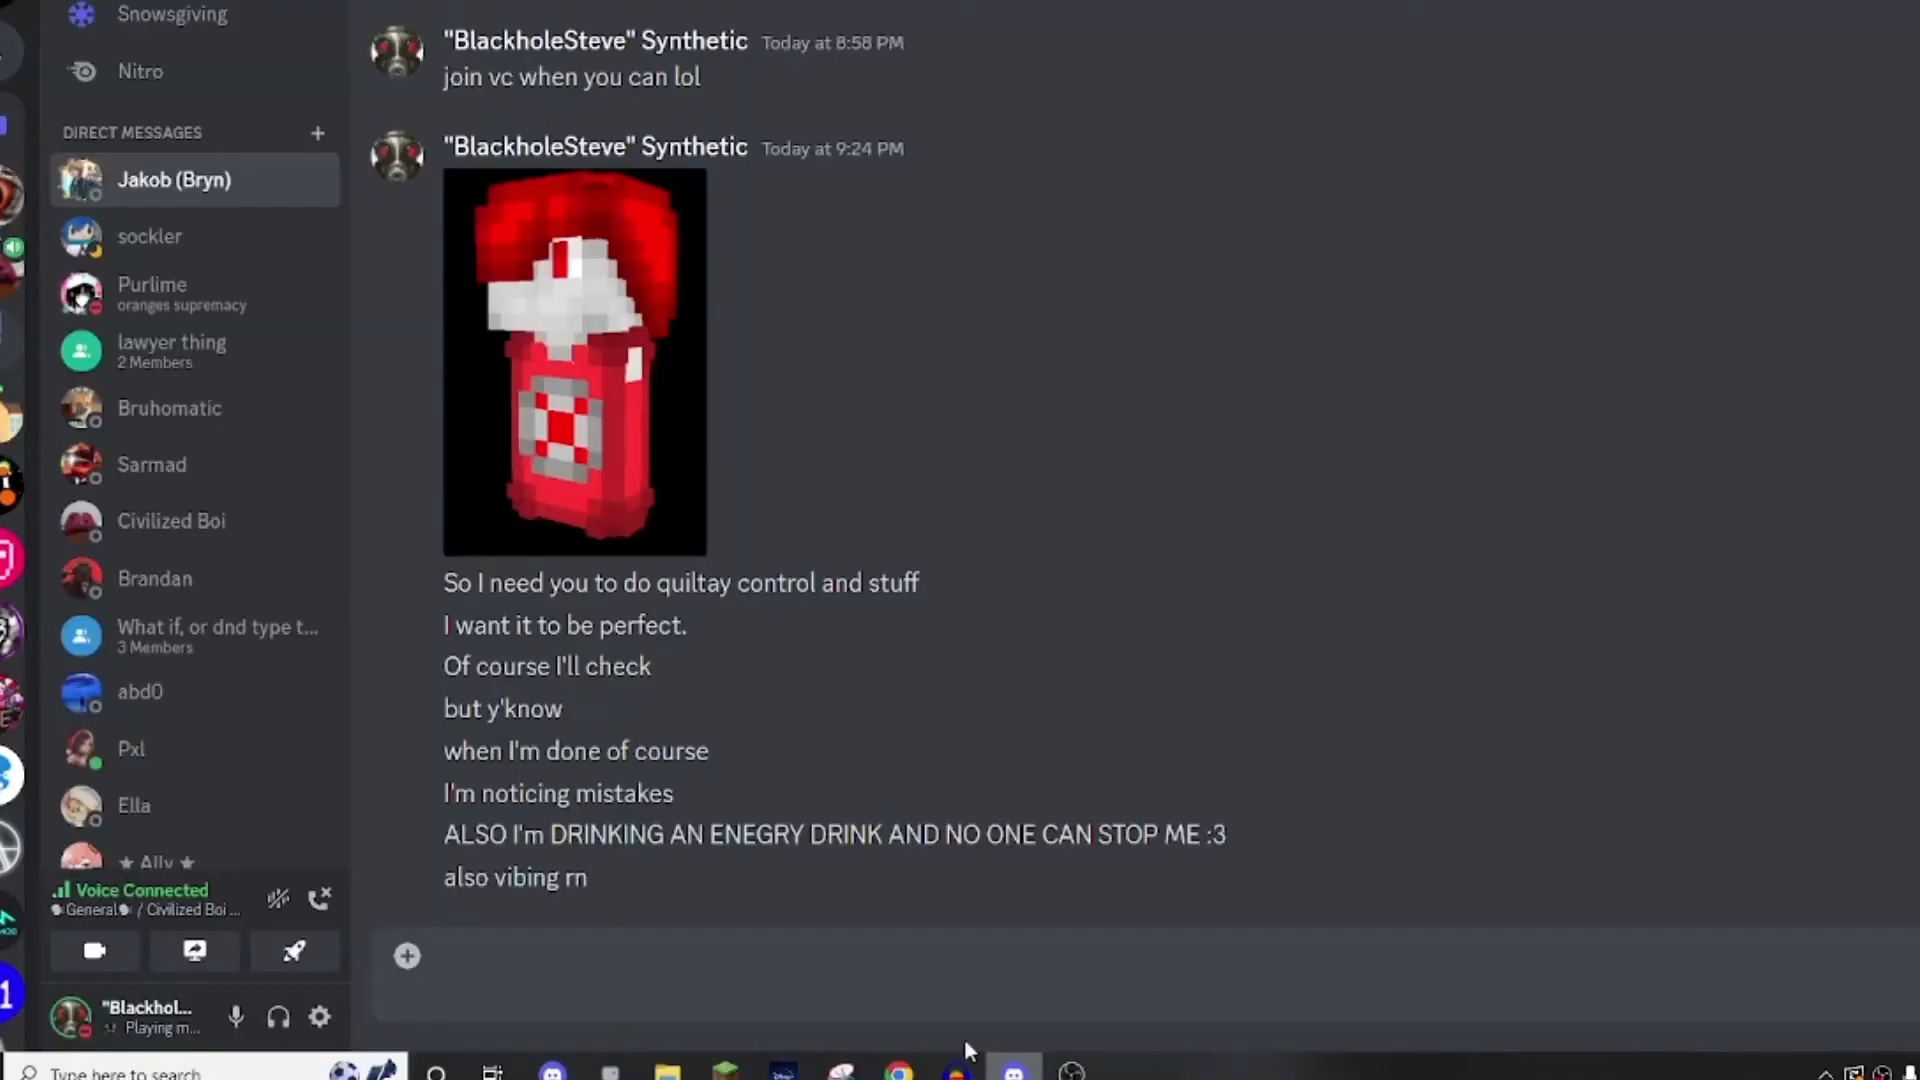 Snowsgiving
Nitro
DIRECT MESSAGES
Jakob (Bryn)
sockler
Purlime
oranges supremacy
lawyer thing
2 Members
Bruhomatic
Sarmad
Civilized Boi
Brandan
What if, or dnd type t...
3 Members
abd0
Pxl
Ella
★ Ally ★
Voice Connected
General / Civilized Boi ...
"Blackhol...
Playing m...
"BlackholeSteve" Synthetic Today at 8:58 PM
join vc when you can lol
"BlackholeSteve" Synthetic Today at 9:24 PM
So I need you to do quiltay control and stuff
I want it to be perfect.
Of course I'll check
but y'know
when I'm done of course
I'm noticing mistakes
ALSO I'm DRINKING AN ENEGRY DRINK AND NO ONE CAN STOP ME :3
also vibing rn
Type here to search